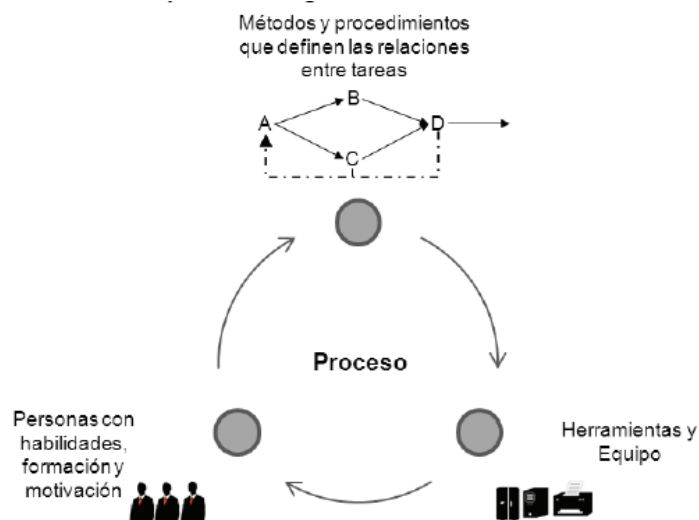 Métodos y procedimientos
que definen las relaciones
entre tareas
B
A
D
C
Proceso
Personas con
habilidades,
formación y
motivación
Herramientas y
Equipo